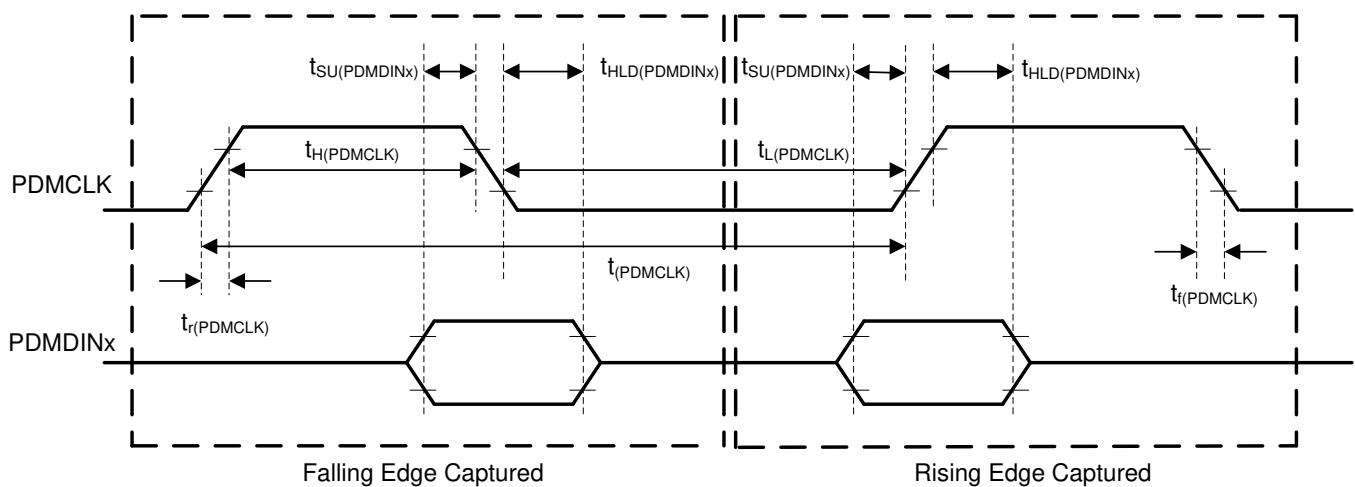 tSU(PDMDINx)
tHLD(PDMDINx)
tSU(PDMDINx)
tHLD(PDMDINx)
tH(PDMCLK)
tL(PDMCLK)
PDMCLK
t(PDMCLK)
tr(PDMCLK)
tf(PDMCLK)
PDMDINx
Falling Edge Captured
Rising Edge Captured